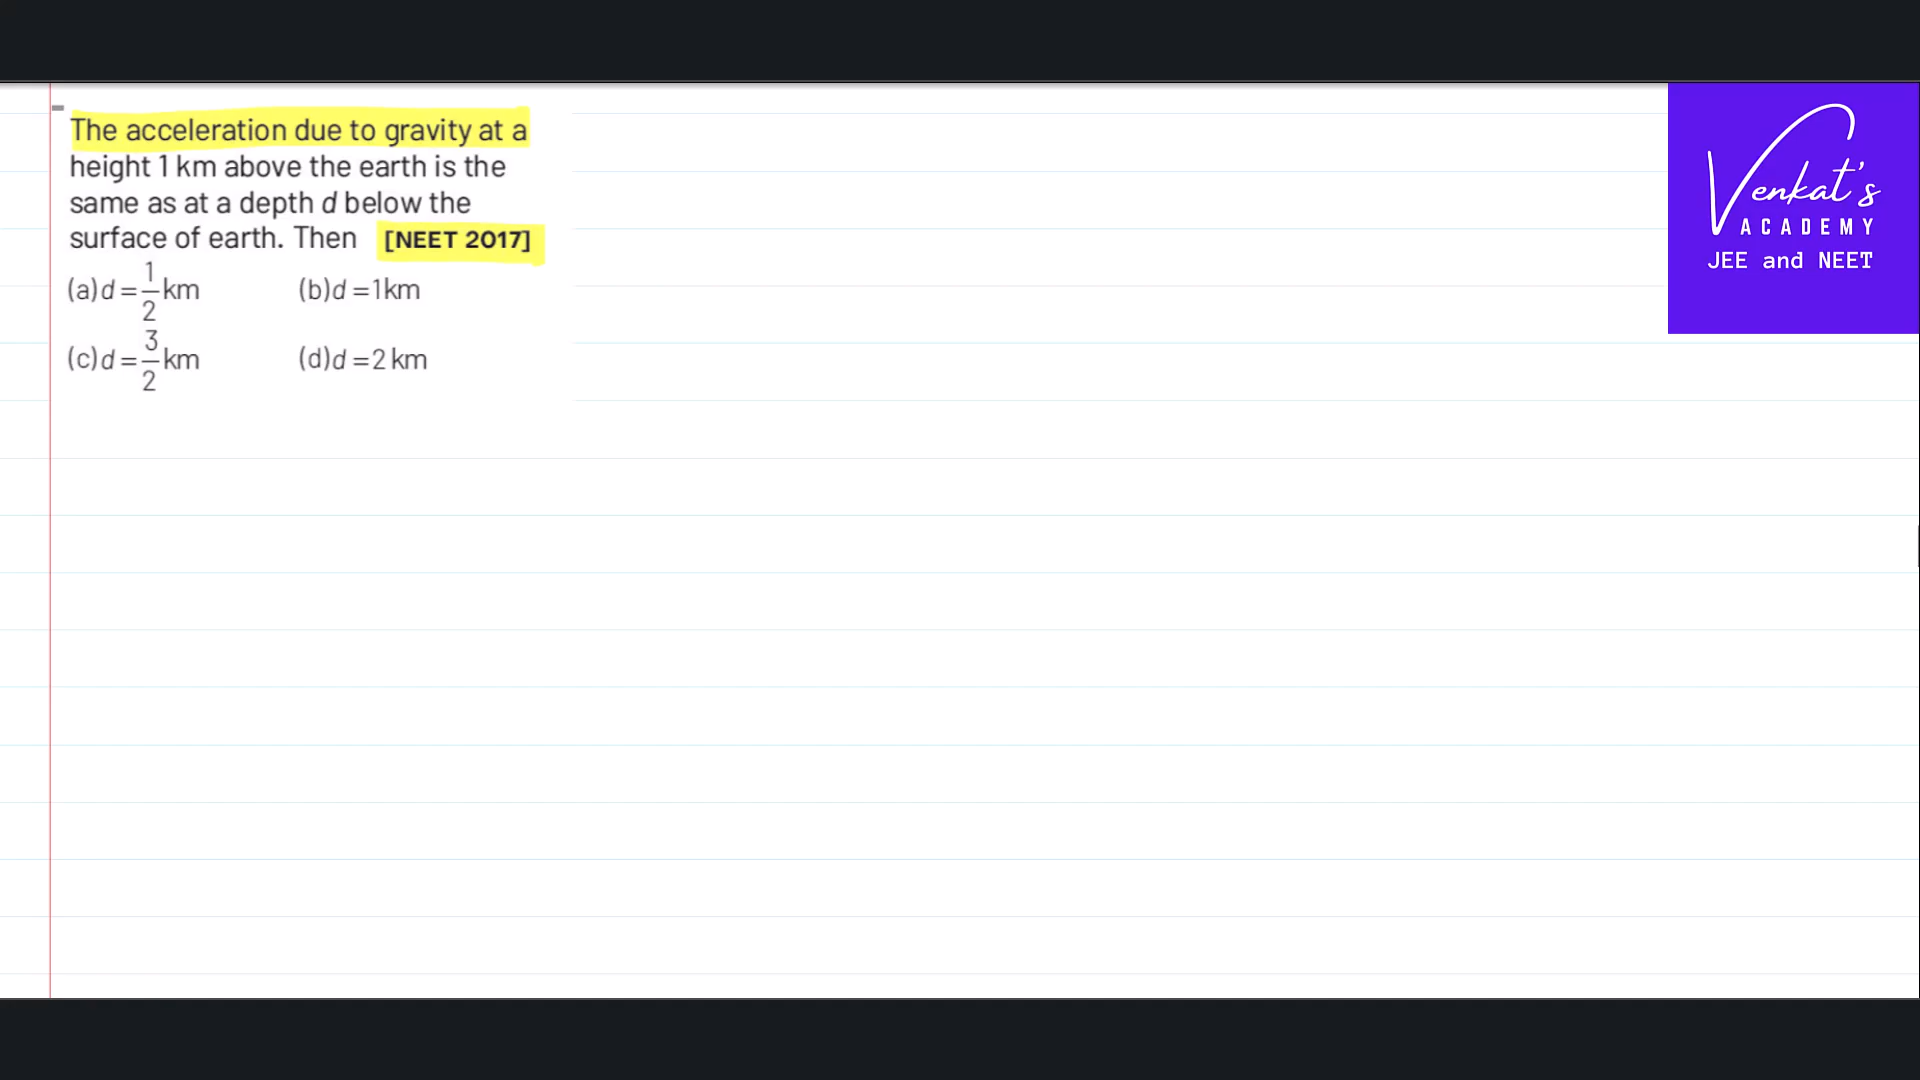 The acceleration due to gravity at a
height 1 km above the earth is the
same as at a depth d below the
surface of earth. Then [NEET 2017]
(a) d = 1/2 km (b) d = 1 km
(c) d = 3/2 km (d) d = 2 km
Venkat's
ACADEMY
JEE and NEET